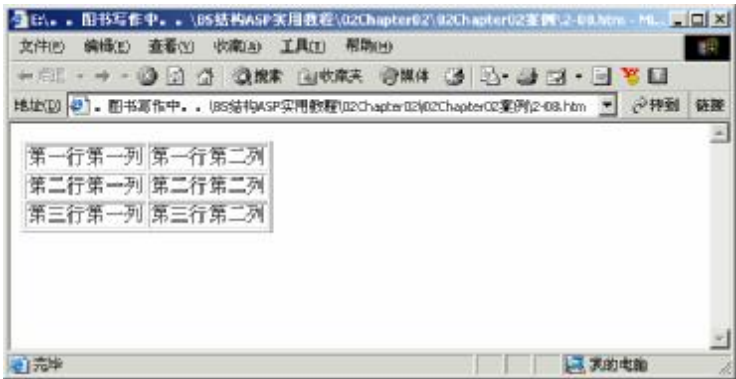 E:\. . 图书写作中. . \BS结构ASP实用教程\02Chapter02\02Chapter02案例\2-08.htm - Mi...
文件(F) 编辑(E) 查看(V) 收藏(A) 工具(T) 帮助(H)
后退 搜索 收藏夹 媒体
地址(D) . 图书写作中. . \BS结构ASP实用教程\02Chapter02\02Chapter02案例\2-08.htm 转到 链接
第一行第一列 第一行第二列
第二行第一列 第二行第二列
第三行第一列 第三行第二列
完毕 我的电脑